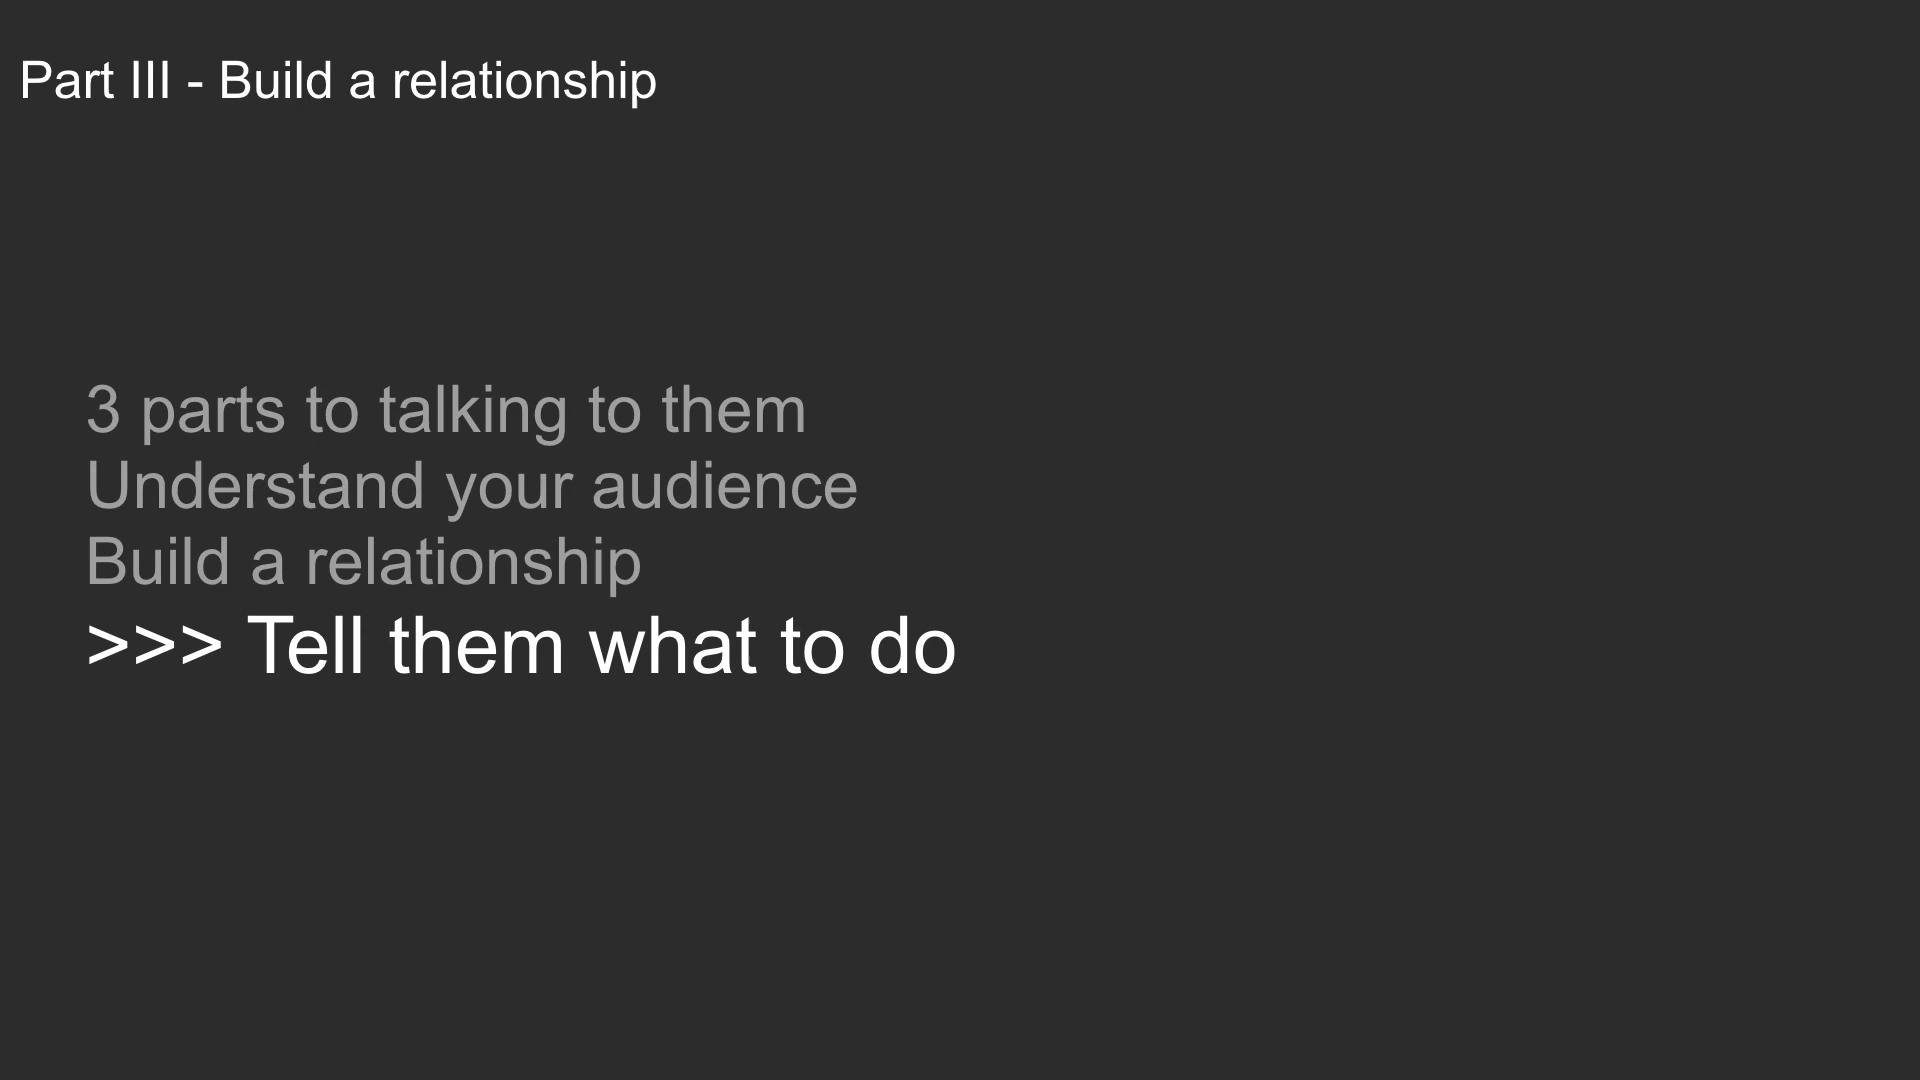 Part III - Build a relationship
3 parts to talking to them
Understand your audience
Build a relationship
>>> Tell them what to do